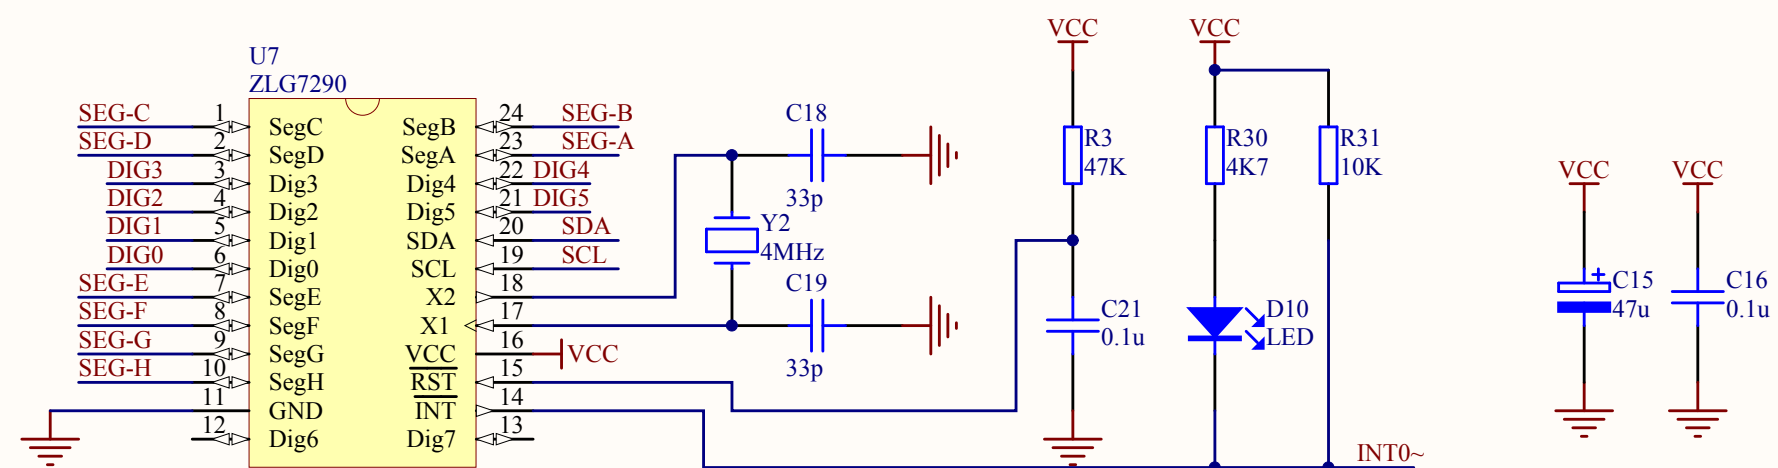 U7
ZLG7290
SEG-C 1 SegC SegB 24 SEG-B
SEG-D 2 SegD SegA 23 SEG-A
DIG3 3 Dig3 Dig4 22 DIG4
DIG2 4 Dig2 Dig5 21 DIG5
DIG1 5 Dig1 SDA 20 SDA
DIG0 6 Dig0 SCL 19 SCL
SEG-E 7 SegE X2 18
SEG-F 8 SegF X1 17
SEG-G 9 SegG VCC 16 VCC
SEG-H 10 SegH RST 15
11 GND INT 14
12 Dig6 Dig7 13
C18
33p
Y2
4MHz
C19
33p
VCC
R3
47K
C21
0.1u
VCC
R30
4K7
R31
10K
D10
LED
INT0~
VCC
+
C15
47u
VCC
C16
0.1u